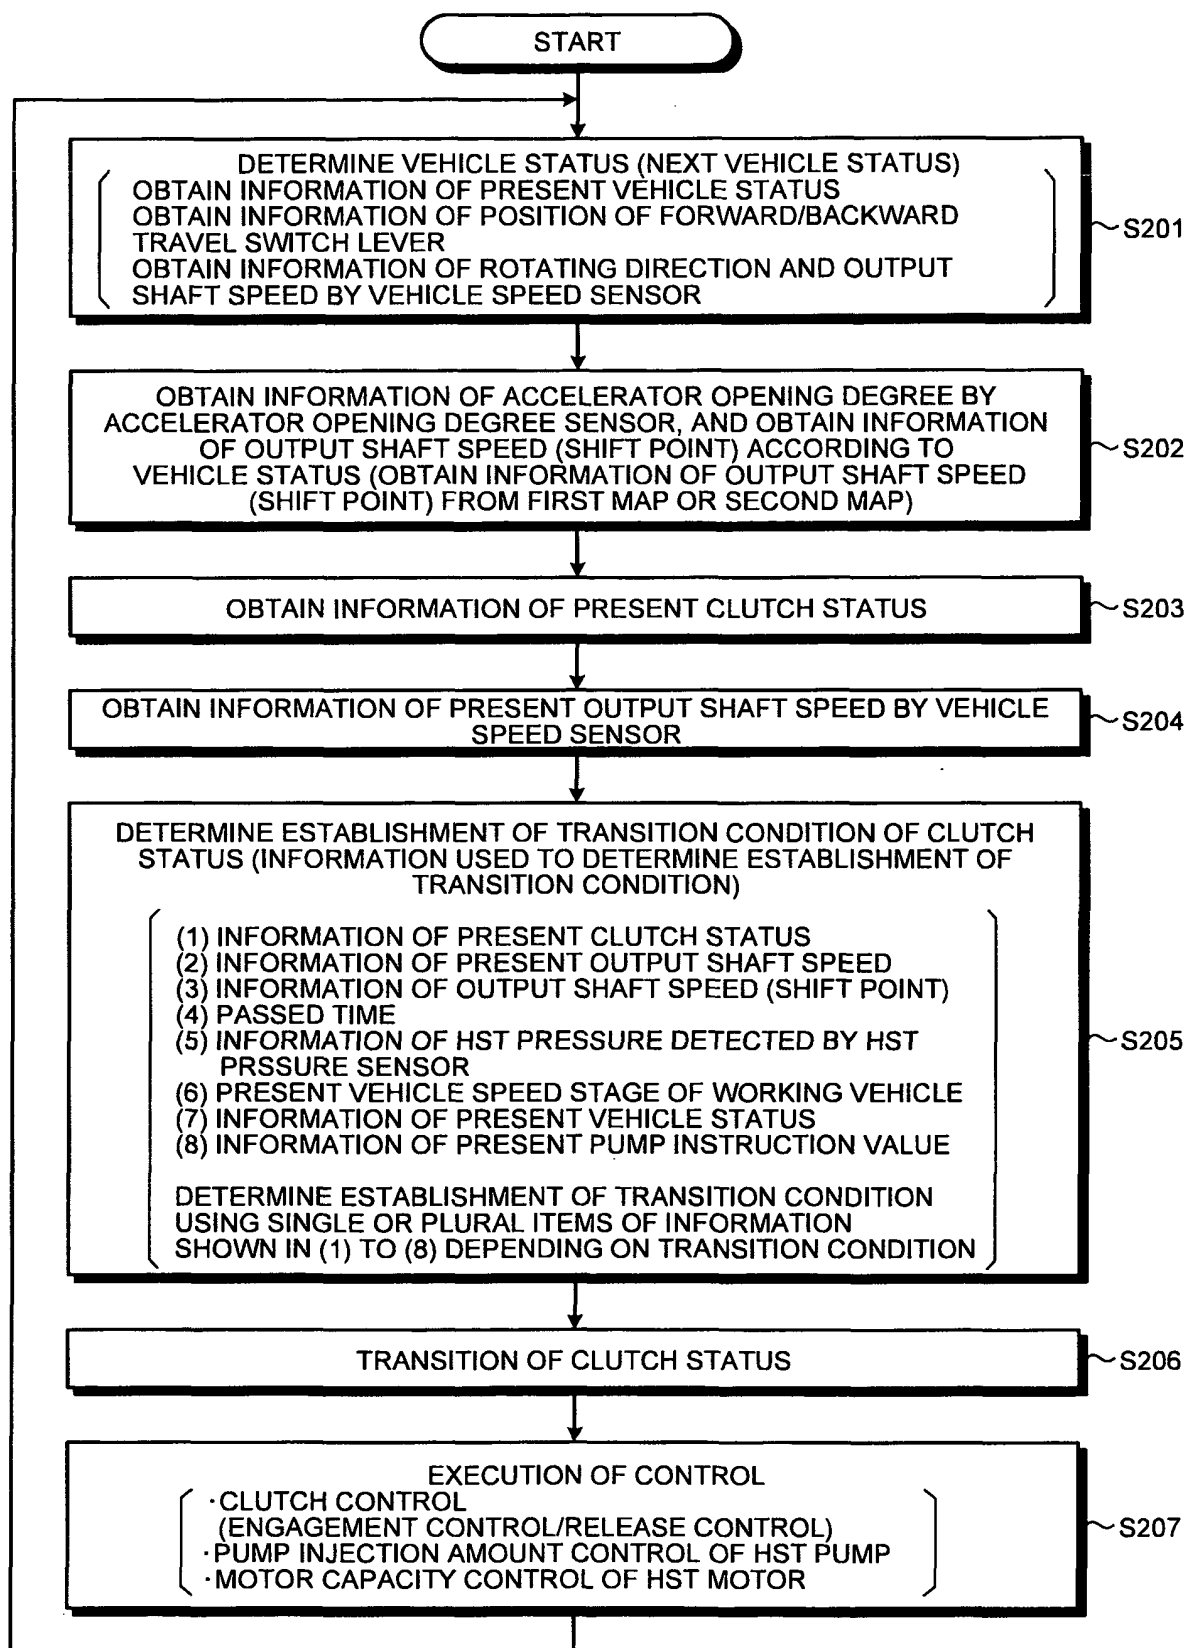 START
DETERMINE VEHICLE STATUS (NEXT VEHICLE STATUS)
OBTAIN INFORMATION OF PRESENT VEHICLE STATUS
OBTAIN INFORMATION OF POSITION OF FORWARD/BACKWARD
TRAVEL SWITCH LEVER
OBTAIN INFORMATION OF ROTATING DIRECTION AND OUTPUT
SHAFT SPEED BY VEHICLE SPEED SENSOR
S201
OBTAIN INFORMATION OF ACCELERATOR OPENING DEGREE BY
ACCELERATOR OPENING DEGREE SENSOR, AND OBTAIN INFORMATION
OF OUTPUT SHAFT SPEED (SHIFT POINT) ACCORDING TO
VEHICLE STATUS (OBTAIN INFORMATION OF OUTPUT SHAFT SPEED
(SHIFT POINT) FROM FIRST MAP OR SECOND MAP)
S202
OBTAIN INFORMATION OF PRESENT CLUTCH STATUS
S203
OBTAIN INFORMATION OF PRESENT OUTPUT SHAFT SPEED BY VEHICLE
SPEED SENSOR
S204
DETERMINE ESTABLISHMENT OF TRANSITION CONDITION OF CLUTCH
STATUS (INFORMATION USED TO DETERMINE ESTABLISHMENT OF
TRANSITION CONDITION)
(1) INFORMATION OF PRESENT CLUTCH STATUS
(2) INFORMATION OF PRESENT OUTPUT SHAFT SPEED
(3) INFORMATION OF OUTPUT SHAFT SPEED (SHIFT POINT)
(4) PASSED TIME
(5) INFORMATION OF HST PRESSURE DETECTED BY HST
PRSSURE SENSOR
(6) PRESENT VEHICLE SPEED STAGE OF WORKING VEHICLE
(7) INFORMATION OF PRESENT VEHICLE STATUS
(8) INFORMATION OF PRESENT PUMP INSTRUCTION VALUE
DETERMINE ESTABLISHMENT OF TRANSITION CONDITION
USING SINGLE OR PLURAL ITEMS OF INFORMATION
SHOWN IN (1) TO (8) DEPENDING ON TRANSITION CONDITION
S205
TRANSITION OF CLUTCH STATUS
S206
EXECUTION OF CONTROL
·CLUTCH CONTROL
(ENGAGEMENT CONTROL/RELEASE CONTROL)
·PUMP INJECTION AMOUNT CONTROL OF HST PUMP
·MOTOR CAPACITY CONTROL OF HST MOTOR
S207